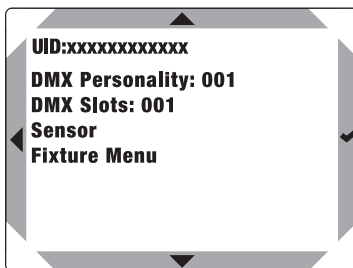 UID:xxxxxxxxxxxx
DMX Personality: 001
DMX Slots: 001
Sensor
Fixture Menu